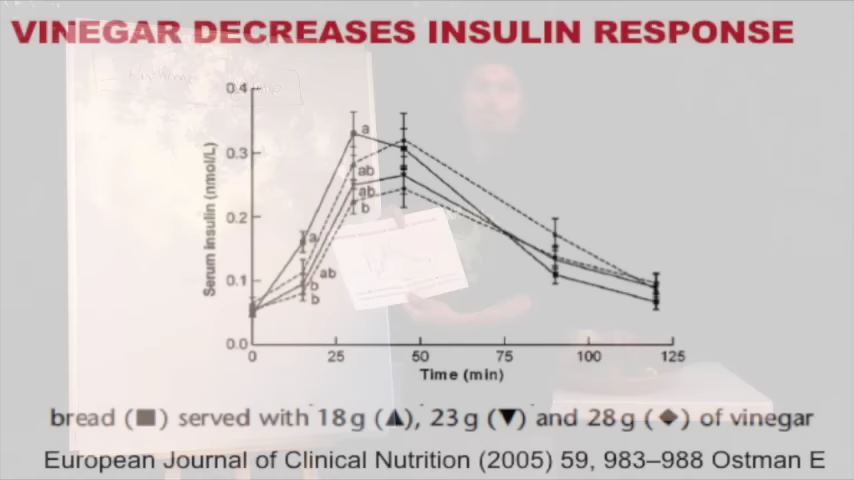 VINEGAR DECREASES INSULIN RESPONSE
0.4
a
0.3
ab
ab
Serum insulin (nmol/L)
0.2
b
a
ab
0.1
b
b
0.0
0 25 50 75 100 125
Time (min)
bread (■) served with 18 g (▲), 23 g (▼) and 28 g (◆) of vinegar
European Journal of Clinical Nutrition (2005) 59, 983–988 Ostman E